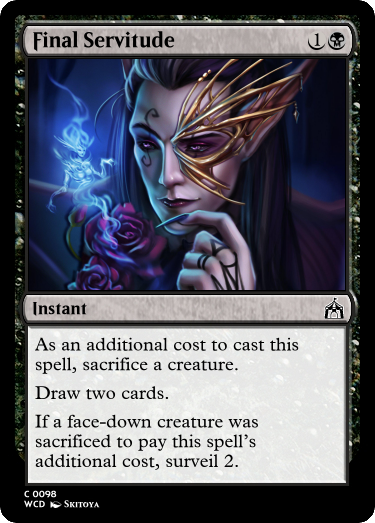 Final Servitude 1
Instant
As an additional cost to cast this
spell, sacrifice a creature.
Draw two cards.
If a face-down creature was
sacrificed to pay this spell's
additional cost, surveil 2.
C 0098
WCD Skitoya